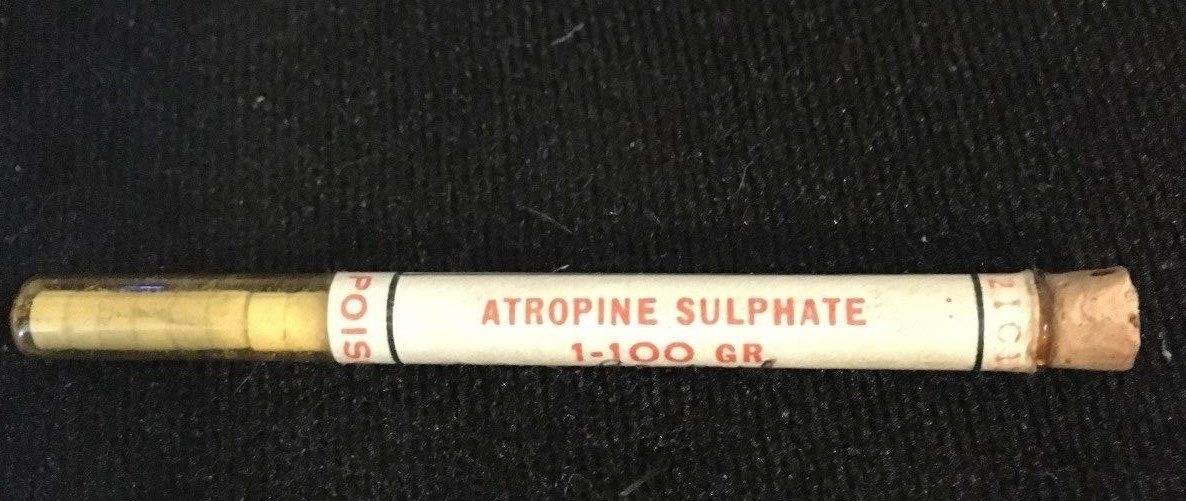 POIS
ATROPINE SULPHATE
1-100 GR.